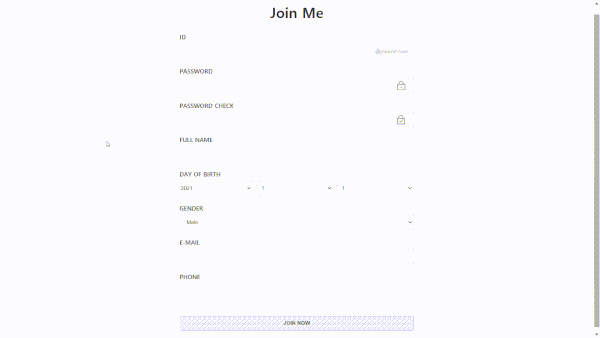 Join Me
ID
@joinme.com
PASSWORD
PASSWORD CHECK
FULL NAME
DAY OF BIRTH
2021 1 1
GENDER
Male
E-MAIL
PHONE
JOIN NOW